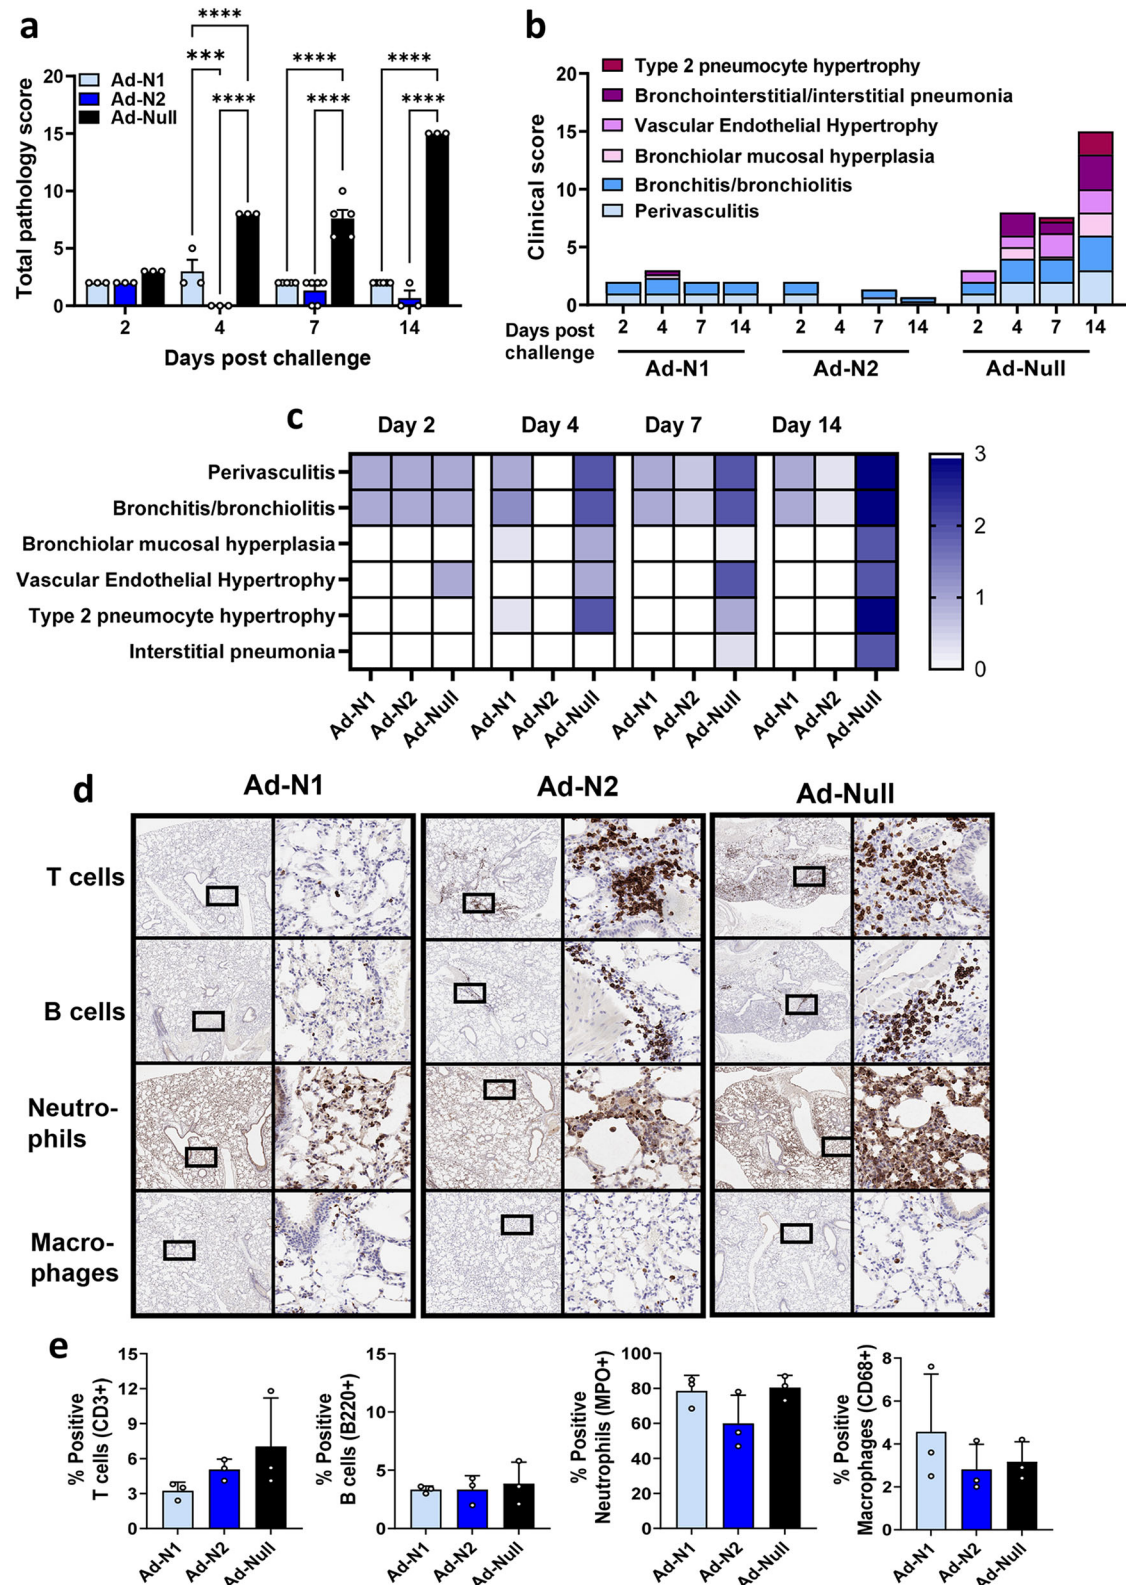 a
Total pathology score
20
15
10
5
0
Ad-N1
Ad-N2
Ad-Null
****
***
****
****
****
****
****
2 4 7 14
Days post challenge
b
Clinical score
20
15
10
5
0
Type 2 pneumocyte hypertrophy
Bronchointerstitial/interstitial pneumonia
Vascular Endothelial Hypertrophy
Bronchiolar mucosal hyperplasia
Bronchitis/bronchiolitis
Perivasculitis
Days post
challenge
2 4 7 14 2 4 7 14 2 4 7 14
Ad-N1 Ad-N2 Ad-Null
c
Day 2 Day 4 Day 7 Day 14
Perivasculitis
Bronchitis/bronchiolitis
Bronchiolar mucosal hyperplasia
Vascular Endothelial Hypertrophy
Type 2 pneumocyte hypertrophy
Interstitial pneumonia
Ad-N1 Ad-N2 Ad-Null Ad-N1 Ad-N2 Ad-Null Ad-N1 Ad-N2 Ad-Null Ad-N1 Ad-N2 Ad-Null
3
2
1
0
d
Ad-N1 Ad-N2 Ad-Null
T cells
B cells
Neutro-
phils
Macro-
phages
e
% Positive
T cells (CD3+)
15
12
9
6
3
0
Ad-N1 Ad-N2 Ad-Null
% Positive
B cells (B220+)
15
10
5
0
Ad-N1 Ad-N2 Ad-Null
% Positive
Neutrophils (MPO+)
100
80
60
40
20
0
Ad-N1 Ad-N2 Ad-Null
% Positive
Macrophages (CD68+)
8
6
4
2
0
Ad-N1 Ad-N2 Ad-Null